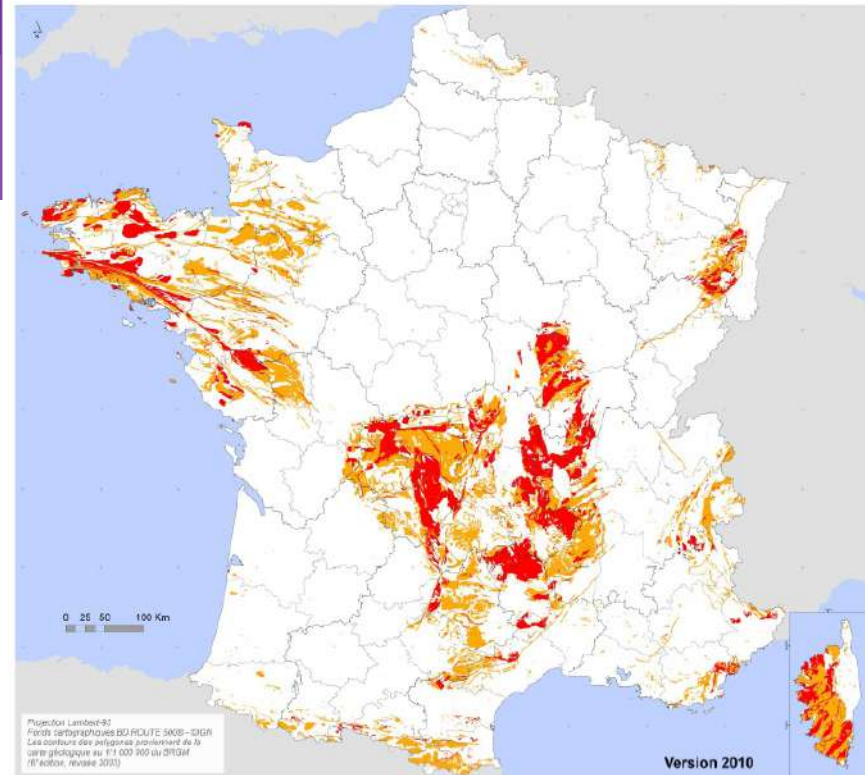 0 25 50 100 Km
Projection Lambert-93
Fonds cartographiques BD ROUTE 500® - ©IGN
Les contours des polygones proviennent de la
carte géologique au 1/1 000 000 du BRGM
(6° édition, révisée 2003)
Version 2010